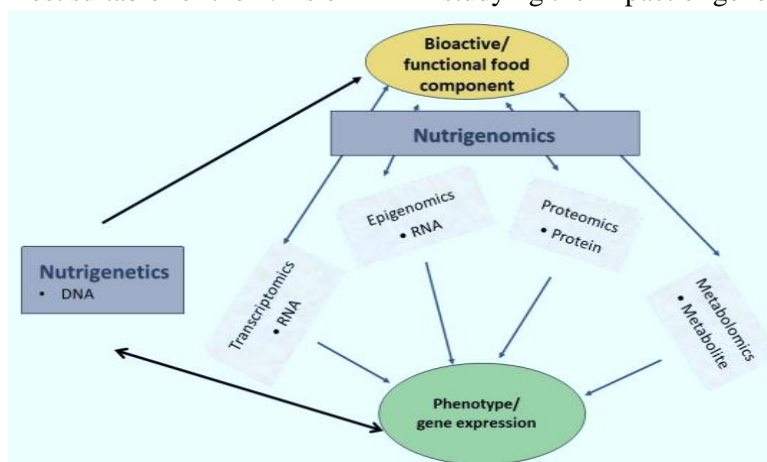 Bioactive/
functional food
component
Nutrigenomics
Epigenomics
• RNA
Proteomics
• Protein
Nutrigenetics
• DNA
Transcriptomics
• RNA
Metabolomics
• Metabolite
Phenotype/
gene expression